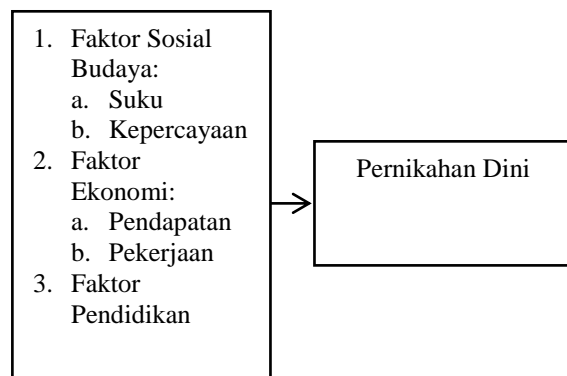 1. Faktor Sosial
Budaya:
a. Suku
b. Kepercayaan
2. Faktor
Ekonomi:
a. Pendapatan
b. Pekerjaan
3. Faktor
Pendidikan
Pernikahan Dini